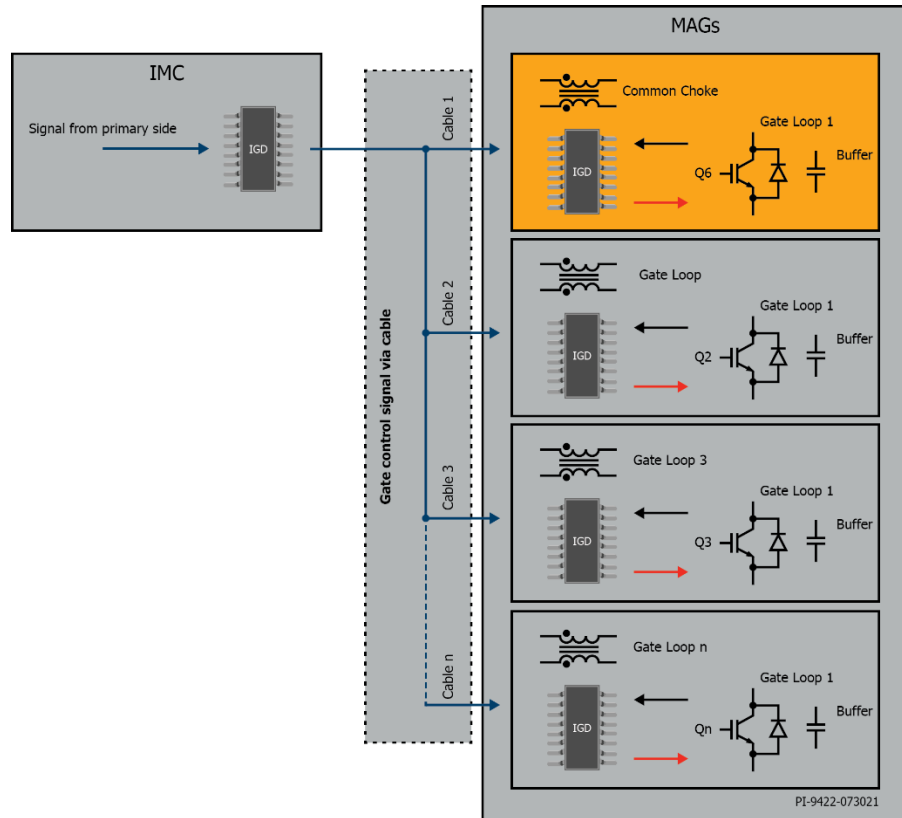 MAGs
IMC
Signal from primary side
IGD
Gate control signal via cable
Cable 1
Cable 2
Cable 3
Cable n
Common Choke
Gate Loop 1
IGD
Q6
Buffer
Gate Loop
Gate Loop 1
IGD
Q2
Buffer
Gate Loop 3
Gate Loop 1
IGD
Q3
Buffer
Gate Loop n
Gate Loop 1
IGD
Qn
Buffer
PI-9422-073021